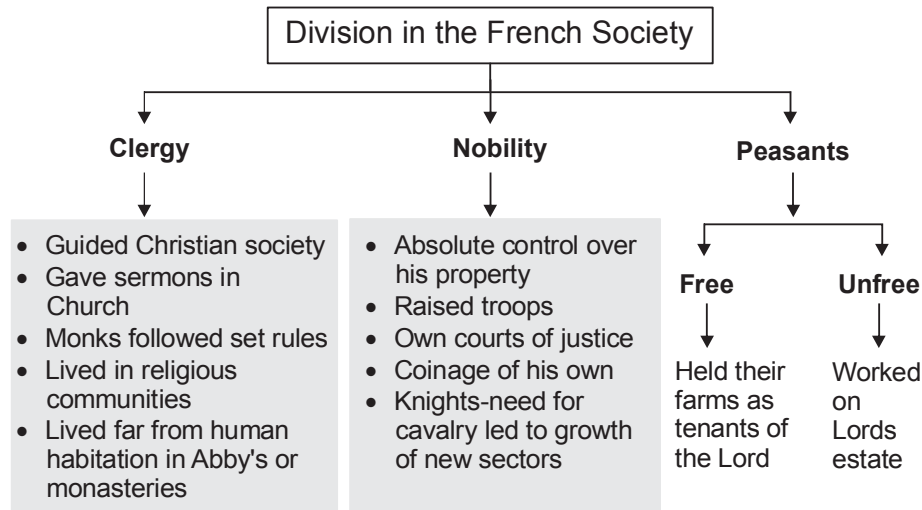 Division in the French Society
Clergy
Nobility
Peasants
• Guided Christian society
• Gave sermons in
Church
• Monks followed set rules
• Lived in religious
communities
• Lived far from human
habitation in Abby's or
monasteries
• Absolute control over
his property
• Raised troops
• Own courts of justice
• Coinage of his own
• Knights-need for
cavalry led to growth
of new sectors
Free
Unfree
Held their
farms as
tenants of
the Lord
Worked
on
Lords
estate